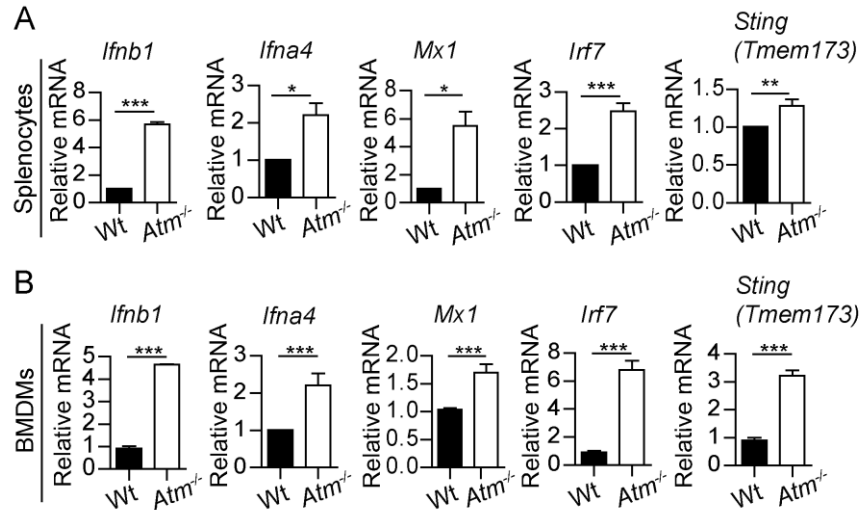 A
Splenocytes
Ifnb1
Relative mRNA
8
6
4
2
0
***
Wt
Atm-/-
Ifna4
Relative mRNA
3
2
1
0
*
Wt
Atm-/-
Mx1
Relative mRNA
8
6
4
2
0
*
Wt
Atm-/-
Irf7
Relative mRNA
3
2
1
0
***
Wt
Atm-/-
Sting
(Tmem173)
Relative mRNA
1.5
1.0
0.5
0.0
**
Wt
Atm-/-
B
BMDMs
Ifnb1
Relative mRNA
5
4
3
2
1
0
***
Wt
Atm-/-
Ifna4
Relative mRNA
3
2
1
0
***
Wt
Atm-/-
Mx1
Relative mRNA
2.0
1.5
1.0
0.5
0.0
***
Wt
Atm-/-
Irf7
Relative mRNA
8
6
4
2
0
***
Wt
Atm-/-
Sting
(Tmem173)
Relative mRNA
4
3
2
1
0
***
Wt
Atm-/-